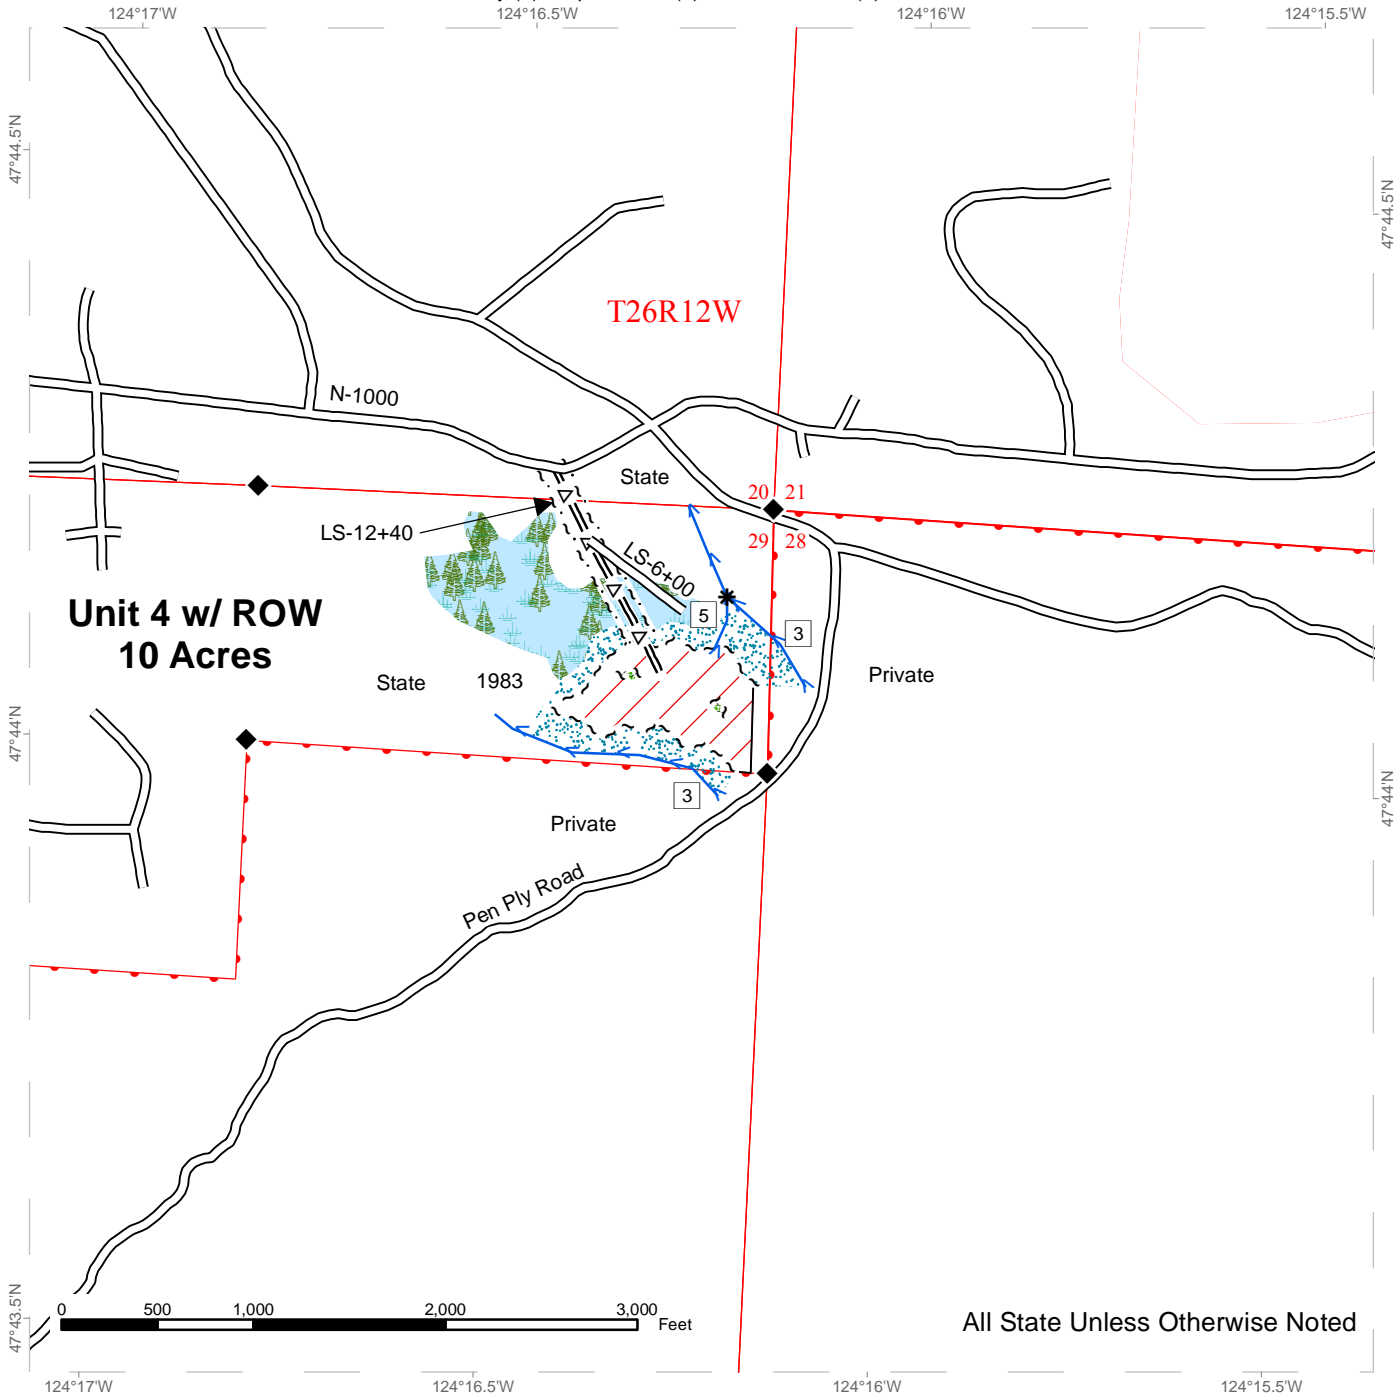 124°17'W
124°16.5'W
124°16'W
124°15.5'W
47°44.5'N
47°44.5'N
T26R12W
N-1000
State
20
21
LS-12+40
29
28
LS-6+00
Unit 4 w/ ROW
10 Acres
5
3
Private
State
1983
47°44'N
47°44'N
3
Private
Pen Ply Road
47°43.5'N
0
500
1,000
2,000
3,000
Feet
All State Unless Otherwise Noted
124°17'W
124°16.5'W
124°16'W
124°15.5'W